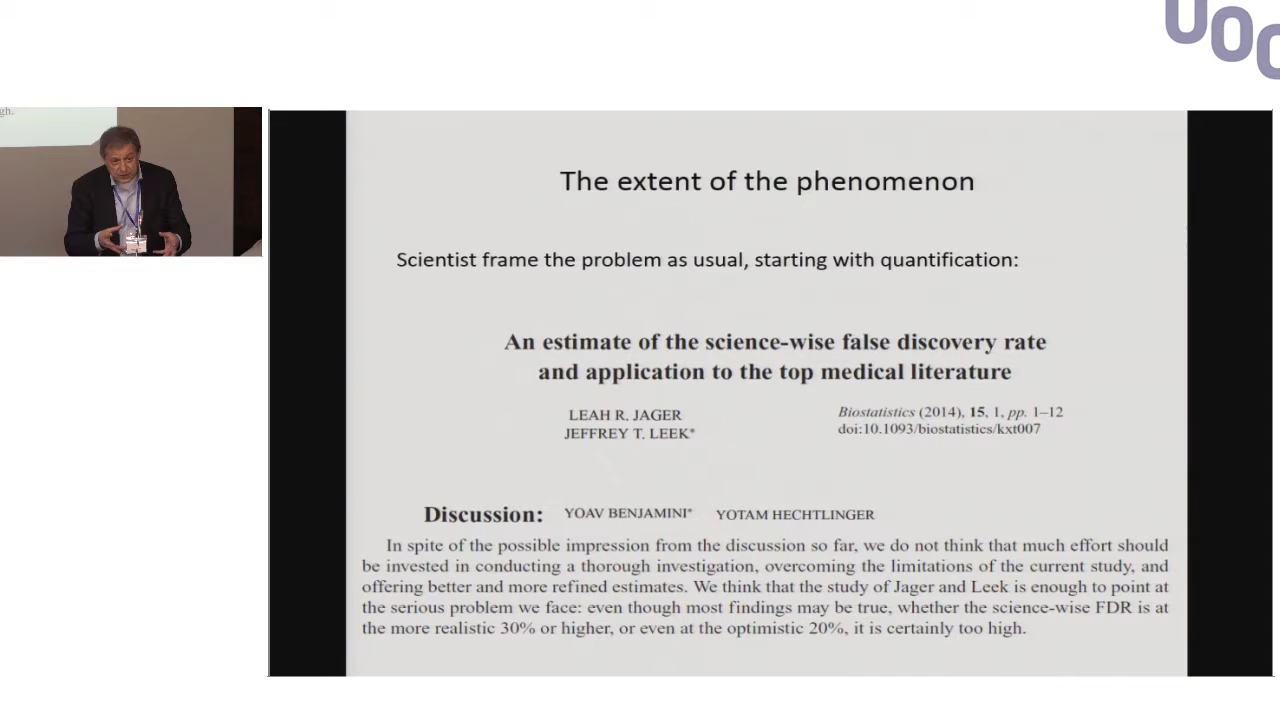 UOC
gh.
The extent of the phenomenon
Scientist frame the problem as usual, starting with quantification:
An estimate of the science-wise false discovery rate
and application to the top medical literature
LEAH R. JAGER
JEFFREY T. LEEK*
Biostatistics (2014), 15, 1, pp. 1–12
doi:10.1093/biostatistics/kxt007
Discussion: YOAV BENJAMINI* YOTAM HECHTLINGER
In spite of the possible impression from the discussion so far, we do not think that much effort should
be invested in conducting a thorough investigation, overcoming the limitations of the current study, and
offering better and more refined estimates. We think that the study of Jager and Leek is enough to point at
the serious problem we face: even though most findings may be true, whether the science-wise FDR is at
the more realistic 30% or higher, or even at the optimistic 20%, it is certainly too high.